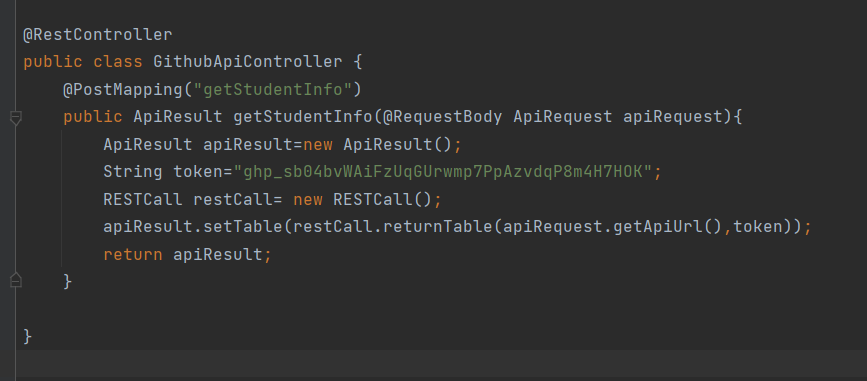 @RestController
public class GithubApiController {
@PostMapping("getStudentInfo")
public ApiResult getStudentInfo(@RequestBody ApiRequest apiRequest){
ApiResult apiResult=new ApiResult();
String token="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";
RESTCall restCall= new RESTCall();
apiResult.setTable(restCall.returnTable(apiRequest.getApiUrl(),token));
return apiResult;
}
}